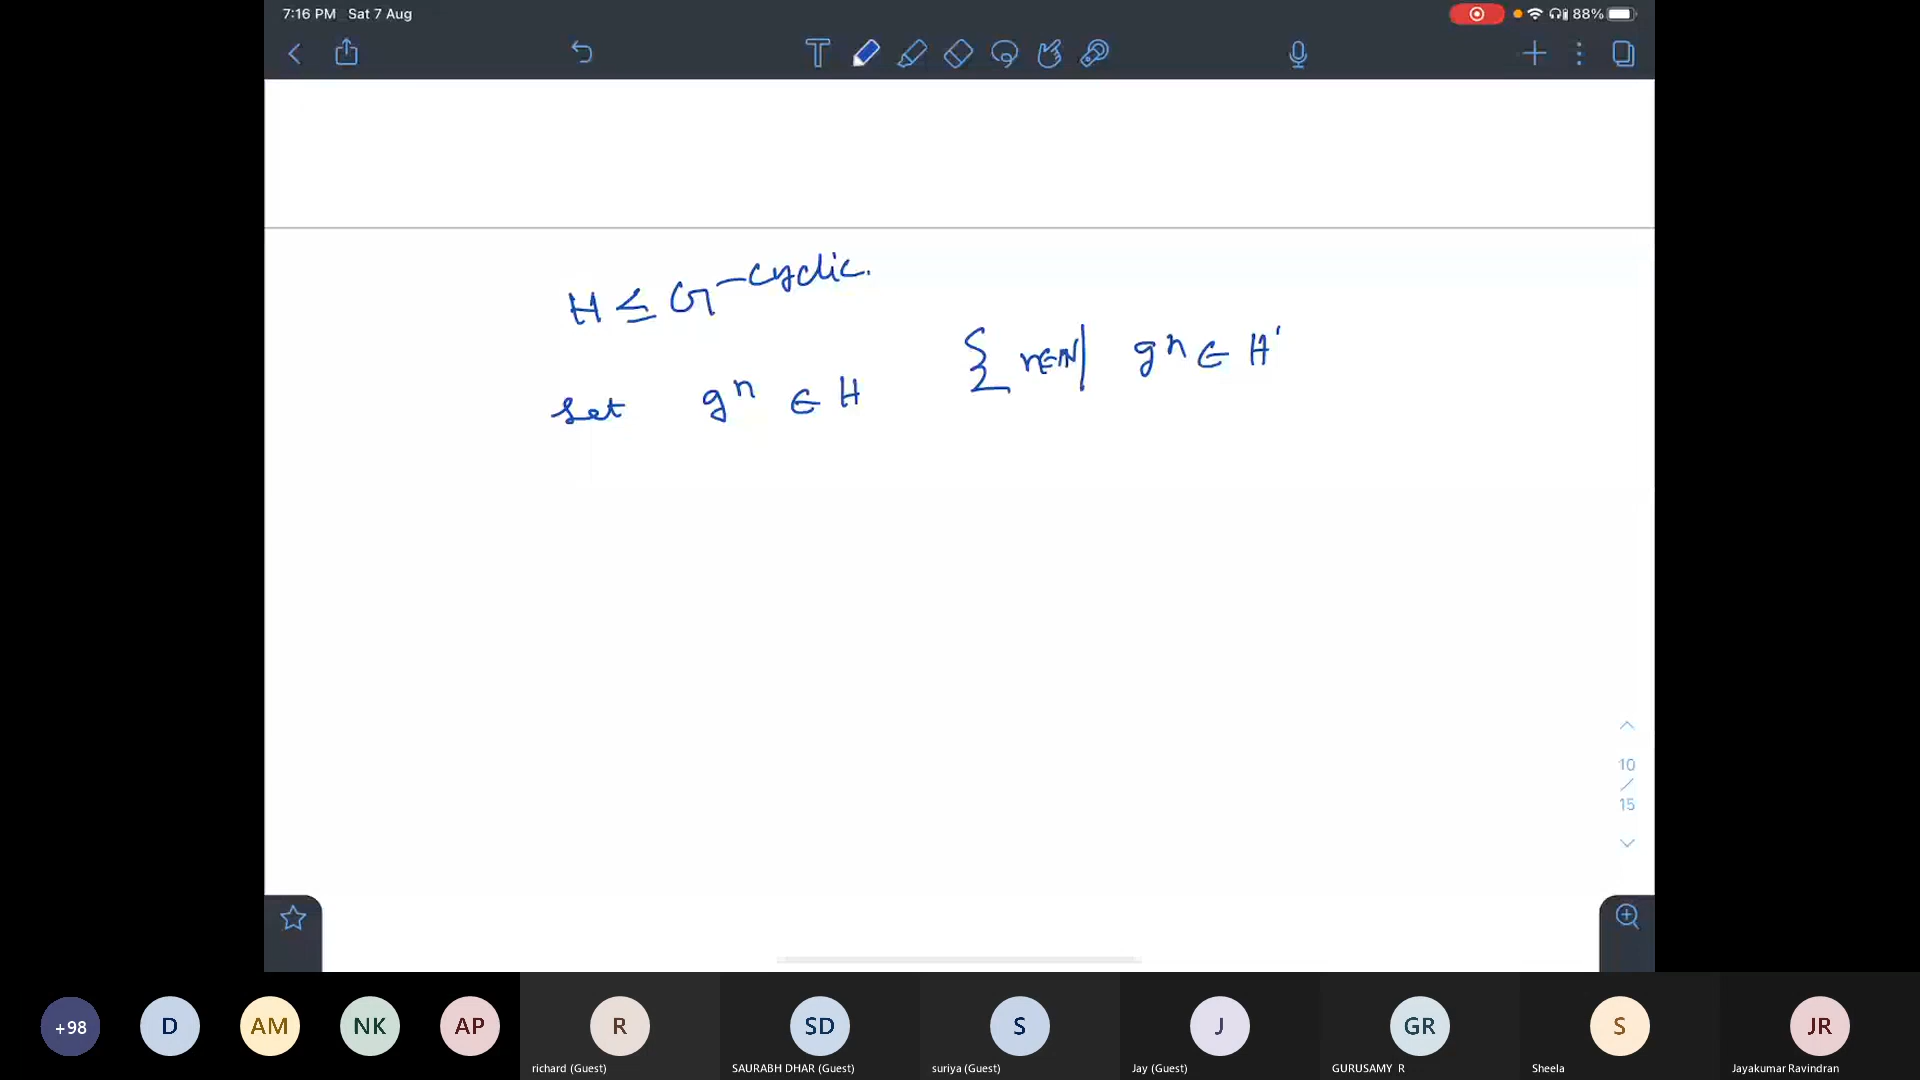 7:16 PM Sat 7 Aug
88%
T
H ≤ G - cyclic.
{ n∈N | gⁿ ∈ H
Let gⁿ ∈ H
10
/
15
+98 D AM NK AP R SD S J GR S JR
richard (Guest) SAURABH DHAR (Guest) suriya (Guest) Jay (Guest) GURUSAMY R Sheela Jayakumar Ravindran